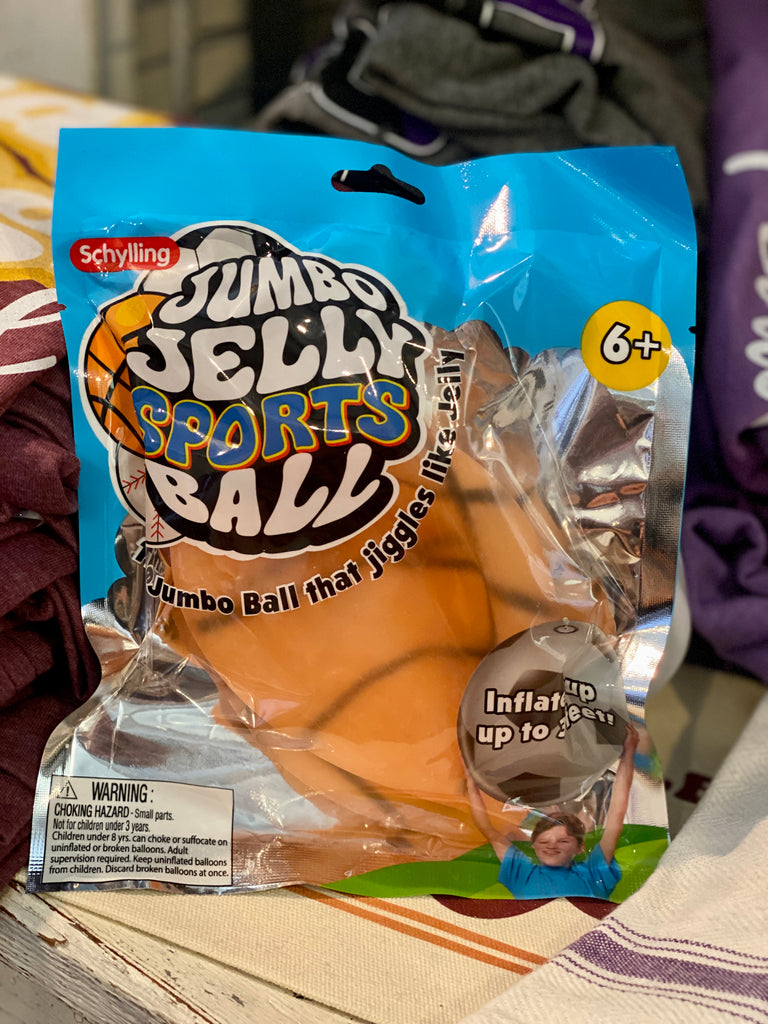 Schylling
JUMBO
JELLY
SPORTS
BALL
6+
Jumbo Ball that jiggles like Jelly
Inflat up
up to eet!
WARNING:
CHOKING HAZARD - Small parts.
Not for children under 3 years.
Children under 8 yrs. can choke or suffocate on
uninflated or broken balloons. Adult
supervision required. Keep uninflated balloons
from children. Discard broken balloons at once.